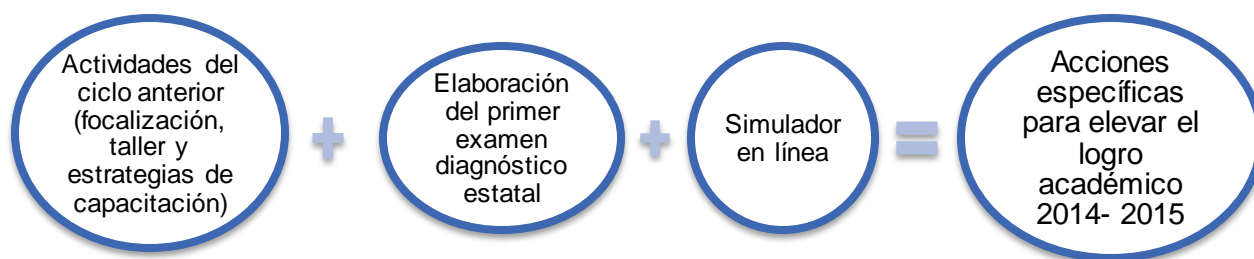 Actividades del
ciclo anterior
(focalización,
taller y
estrategias de
capacitación)
+
Elaboración
del primer
examen
diagnóstico
estatal
+
Simulador
en línea
=
Acciones
específicas
para elevar el
logro
académico
2014- 2015